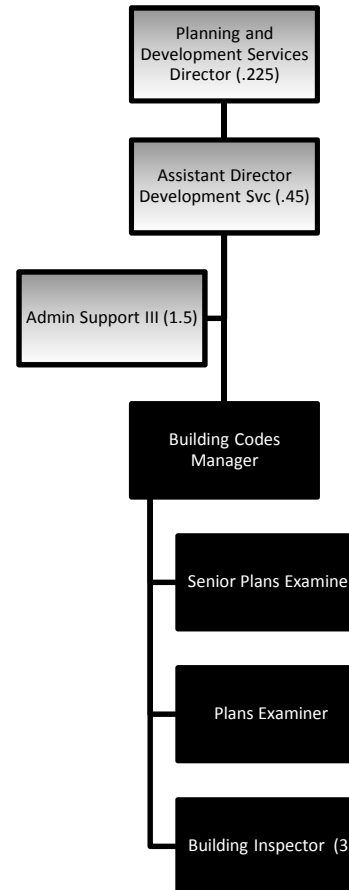 Planning and
Development Services
Director (.225)
Assistant Director
Development Svc (.45)
Admin Support III (1.5)
Building Codes
Manager
Senior Plans Examine
Plans Examiner
Building Inspector (3